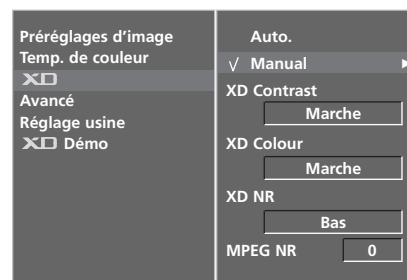 Préréglages d'image
Temp. de couleur
XD
Avancé
Réglage usine
XD Démo
Auto.
√ Manual
XD Contrast
Marche
XD Colour
Marche
XD NR
Bas
MPEG NR 0